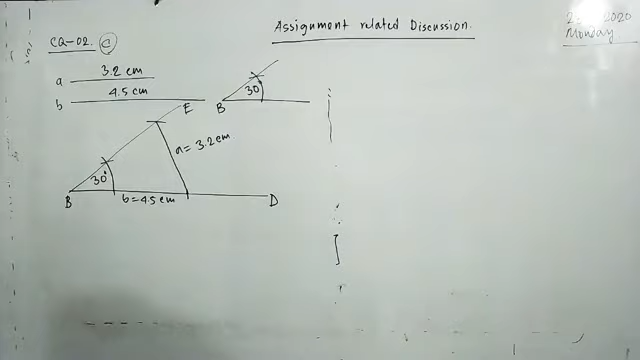 Assignment related Discussion.
2020
Monday
CQ-02. C
a 3.2 cm
b 4.5 cm
B 30°
E
a = 3.2 cm
30°
B b = 4.5 cm D